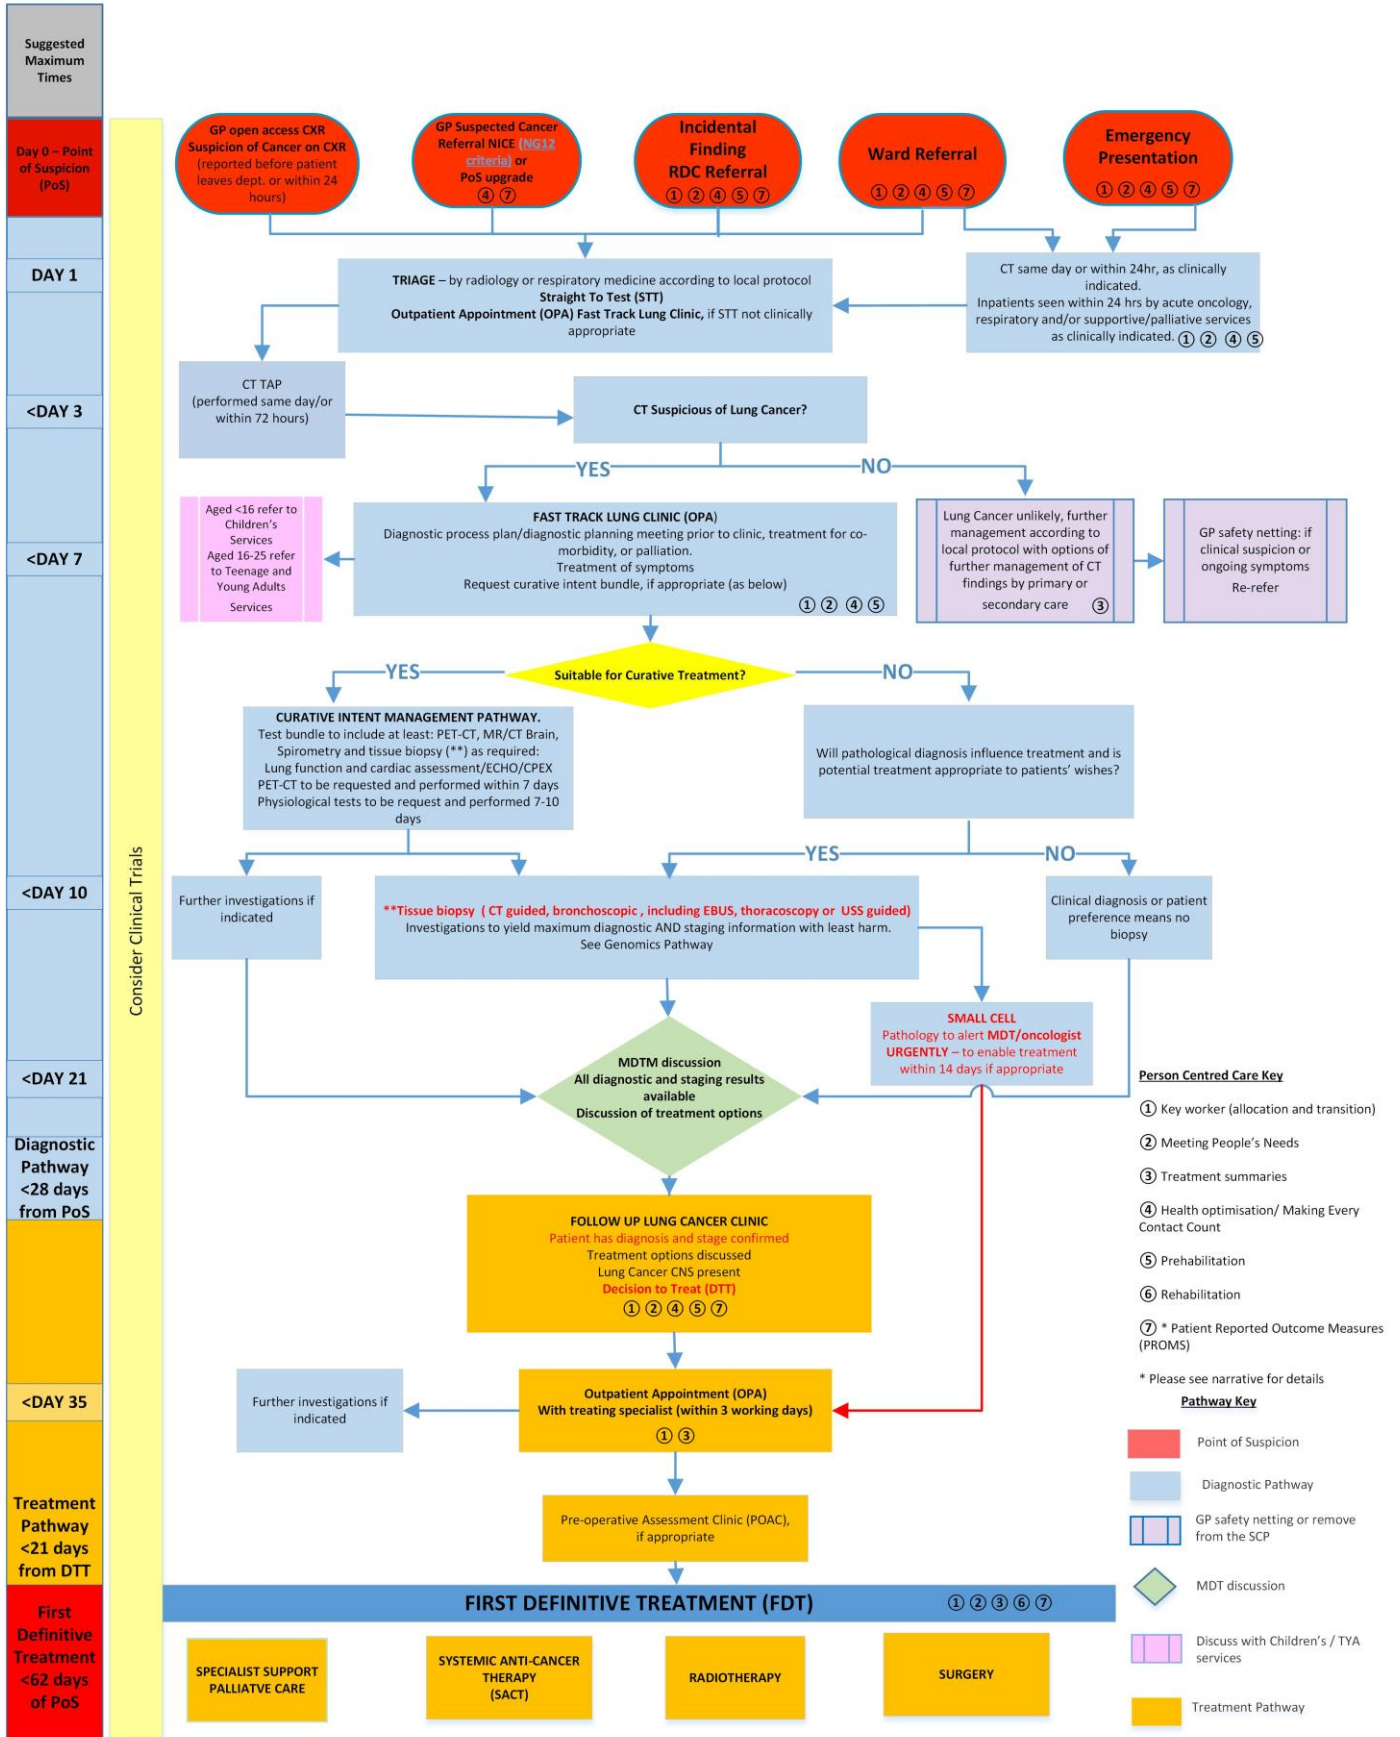 Suggested
Maximum
Times
Day 0 – Point
of Suspicion
(PoS)
DAY 1
<DAY 3
<DAY 7
<DAY 10
<DAY 21
Diagnostic
Pathway
<28 days
from PoS
<DAY 35
Treatment
Pathway
<21 days
from DTT
First
Definitive
Treatment
<62 days
of PoS
Consider Clinical Trials
GP open access CXR
Suspicion of Cancer on CXR
(reported before patient
leaves dept. or within 24
hours)
GP Suspected Cancer
Referral NICE (NG12
criteria) or
PoS upgrade
④ ⑦
Incidental
Finding
RDC Referral
① ② ④ ⑤ ⑦
Ward Referral
① ② ④ ⑤ ⑦
Emergency
Presentation
① ② ④ ⑤ ⑦
TRIAGE – by radiology or respiratory medicine according to local protocol
Straight To Test (STT)
Outpatient Appointment (OPA) Fast Track Lung Clinic, if STT not clinically
appropriate
CT same day or within 24hr, as clinically
indicated.
Inpatients seen within 24 hrs by acute oncology,
respiratory and/or supportive/palliative services
as clinically indicated. ① ② ④ ⑤
CT TAP
(performed same day/or
within 72 hours)
CT Suspicious of Lung Cancer?
YES
NO
Aged <16 refer to
Children's
Services
Aged 16-25 refer
to Teenage and
Young Adults
Services
FAST TRACK LUNG CLINIC (OPA)
Diagnostic process plan/diagnostic planning meeting prior to clinic, treatment for co-
morbidity, or palliation.
Treatment of symptoms
Request curative intent bundle, if appropriate (as below)
① ② ④ ⑤
Lung Cancer unlikely, further
management according to
local protocol with options of
further management of CT
findings by primary or
secondary care ③
GP safety netting: if
clinical suspicion or
ongoing symptoms
Re-refer
Suitable for Curative Treatment?
YES
NO
CURATIVE INTENT MANAGEMENT PATHWAY.
Test bundle to include at least: PET-CT, MR/CT Brain,
Spirometry and tissue biopsy (**) as required:
Lung function and cardiac assessment/ECHO/CPEX
PET-CT to be requested and performed within 7 days
Physiological tests to be request and performed 7-10
days
Will pathological diagnosis influence treatment and is
potential treatment appropriate to patients' wishes?
YES
NO
Further investigations if
indicated
**Tissue biopsy ( CT guided, bronchoscopic , including EBUS, thoracoscopy or USS guided)
Investigations to yield maximum diagnostic AND staging information with least harm.
See Genomics Pathway
Clinical diagnosis or patient
preference means no
biopsy
SMALL CELL
Pathology to alert MDT/oncologist
URGENTLY – to enable treatment
within 14 days if appropriate
MDTM discussion
All diagnostic and staging results
available
Discussion of treatment options
FOLLOW UP LUNG CANCER CLINIC
Patient has diagnosis and stage confirmed
Treatment options discussed
Lung Cancer CNS present
Decision to Treat (DTT)
① ② ④ ⑤ ⑦
Further investigations if
indicated
Outpatient Appointment (OPA)
With treating specialist (within 3 working days)
① ③
Pre-operative Assessment Clinic (POAC),
if appropriate
FIRST DEFINITIVE TREATMENT (FDT) ① ② ③ ⑥ ⑦
SPECIALIST SUPPORT
PALLIATVE CARE
SYSTEMIC ANTI-CANCER
THERAPY
(SACT)
RADIOTHERAPY
SURGERY
Person Centred Care Key
① Key worker (allocation and transition)
② Meeting People's Needs
③ Treatment summaries
④ Health optimisation/ Making Every
Contact Count
⑤ Prehabilitation
⑥ Rehabilitation
⑦ * Patient Reported Outcome Measures
(PROMS)
* Please see narrative for details
Pathway Key
Point of Suspicion
Diagnostic Pathway
GP safety netting or remove
from the SCP
MDT discussion
Discuss with Children's / TYA
services
Treatment Pathway